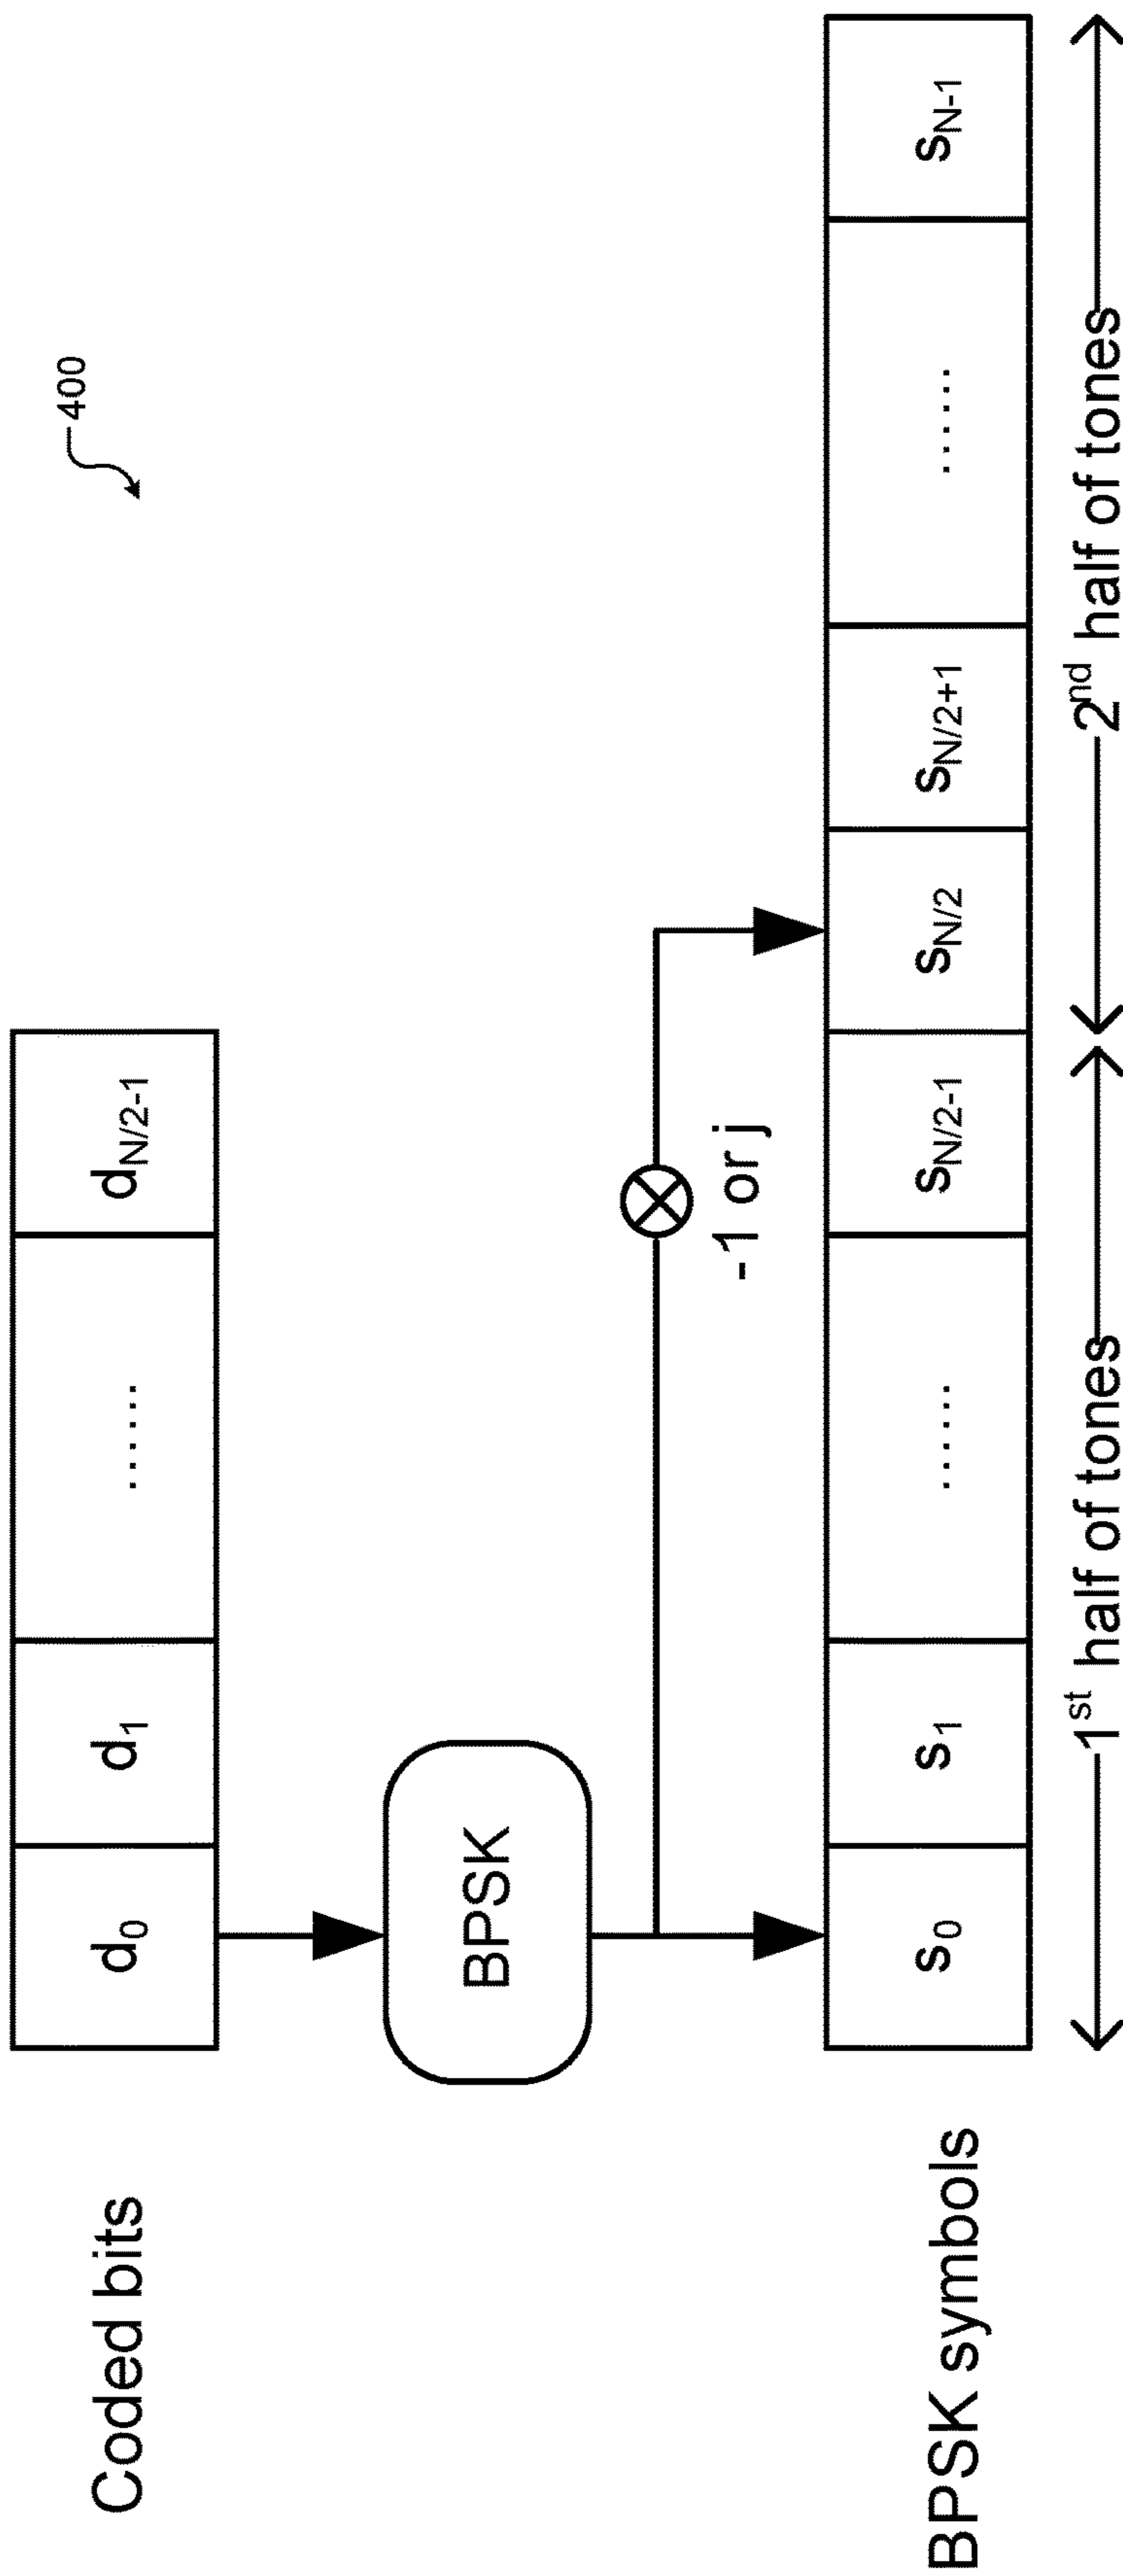 400
Coded bits
d0
d1
......
dN/2-1
BPSK
-1 or j
BPSK symbols
s0
s1
......
sN/2-1
sN/2
sN/2+1
......
sN-1
1st half of tones
2nd half of tones